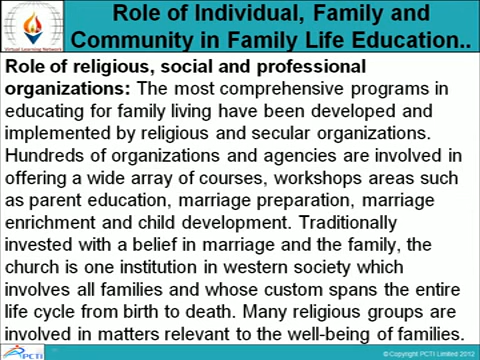 Role of Individual, Family and
Community in Family Life Education..
Virtual Learning Network
Role of religious, social and professional
organizations: The most comprehensive programs in
educating for family living have been developed and
implemented by religious and secular organizations.
Hundreds of organizations and agencies are involved in
offering a wide array of courses, workshops areas such
as parent education, marriage preparation, marriage
enrichment and child development. Traditionally
invested with a belief in marriage and the family, the
church is one institution in western society which
involves all families and whose custom spans the entire
life cycle from birth to death. Many religious groups are
involved in matters relevant to the well-being of families.
PCTI
© Copyright PCTI Limited 2012